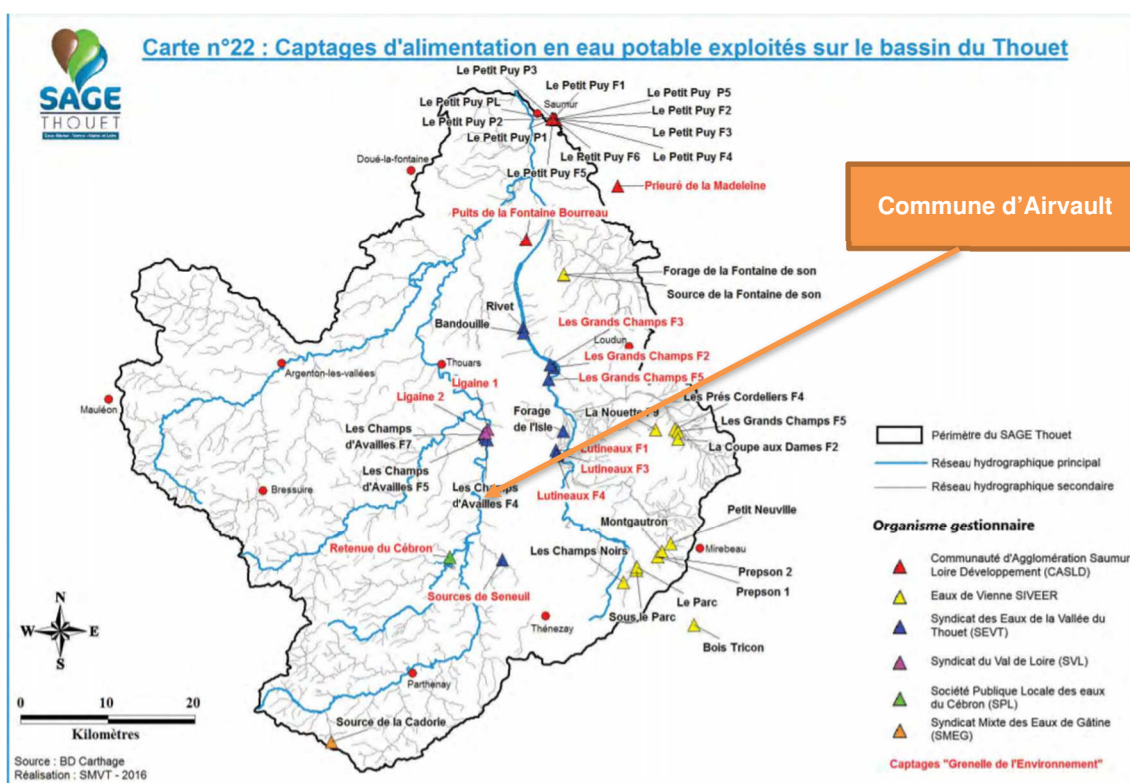 Carte n°22 : Captages d'alimentation en eau potable exploités sur le bassin du Thouet
SAGE
THOUET
Le Petit Puy P3
Le Petit Puy F1
Le Petit Puy P5
Le Petit Puy PL
Saumur
Le Petit Puy F2
Le Petit Puy P2
Le Petit Puy F3
Le Petit Puy P1
Le Petit Puy F6
Le Petit Puy F4
Le Petit Puy F5
Doué-la-fontaine
Prieuré de la Madeleine
Commune d'Airvault
Puits de la Fontaine Bourreau
Forage de la Fontaine de son
Source de la Fontaine de son
Rivet
Bandouille
Les Grands Champs F3
Loudun
Les Grands Champs F2
Thouars
Argenton-les-vallées
Les Grands Champs F5
Ligaine 1
Ligaine 2
Mauléon
Les Prés Cordeliers F4
La Nouette F9
Forage
de l'Isle
Les Grands Champs F5
Les Champs
d'Availles F7
La Coupe aux Dames F2
Lutineaux F1
Lutineaux F3
Les Champs
d'Availles F5
Les Champs
d'Availles F4
Lutineaux F4
Bressuire
Petit Neuville
Montgautron
Mirebeau
Les Champs Noirs
Retenue du Cébron
Prepson 2
Prepson 1
Sources de Seneuil
Le Parc
Sous le Parc
Thénezay
Bois Tricon
Parthenay
Source de la Cadorie
N
W
E
S
0
10
20
Kilomètres
Source : BD Carthage
Réalisation : SMVT - 2016
Périmètre du SAGE Thouet
Réseau hydrographique principal
Réseau hydrographique secondaire
Organisme gestionnaire
Communauté d'Agglomération Saumur
Loire Développement (CASLD)
Eaux de Vienne SIVEER
Syndicat des Eaux de la Vallée du
Thouet (SEVT)
Syndicat du Val de Loire (SVL)
Société Publique Locale des eaux
du Cébron (SPL)
Syndicat Mixte des Eaux de Gâtine
(SMEG)
Captages "Grenelle de l'Environnement"